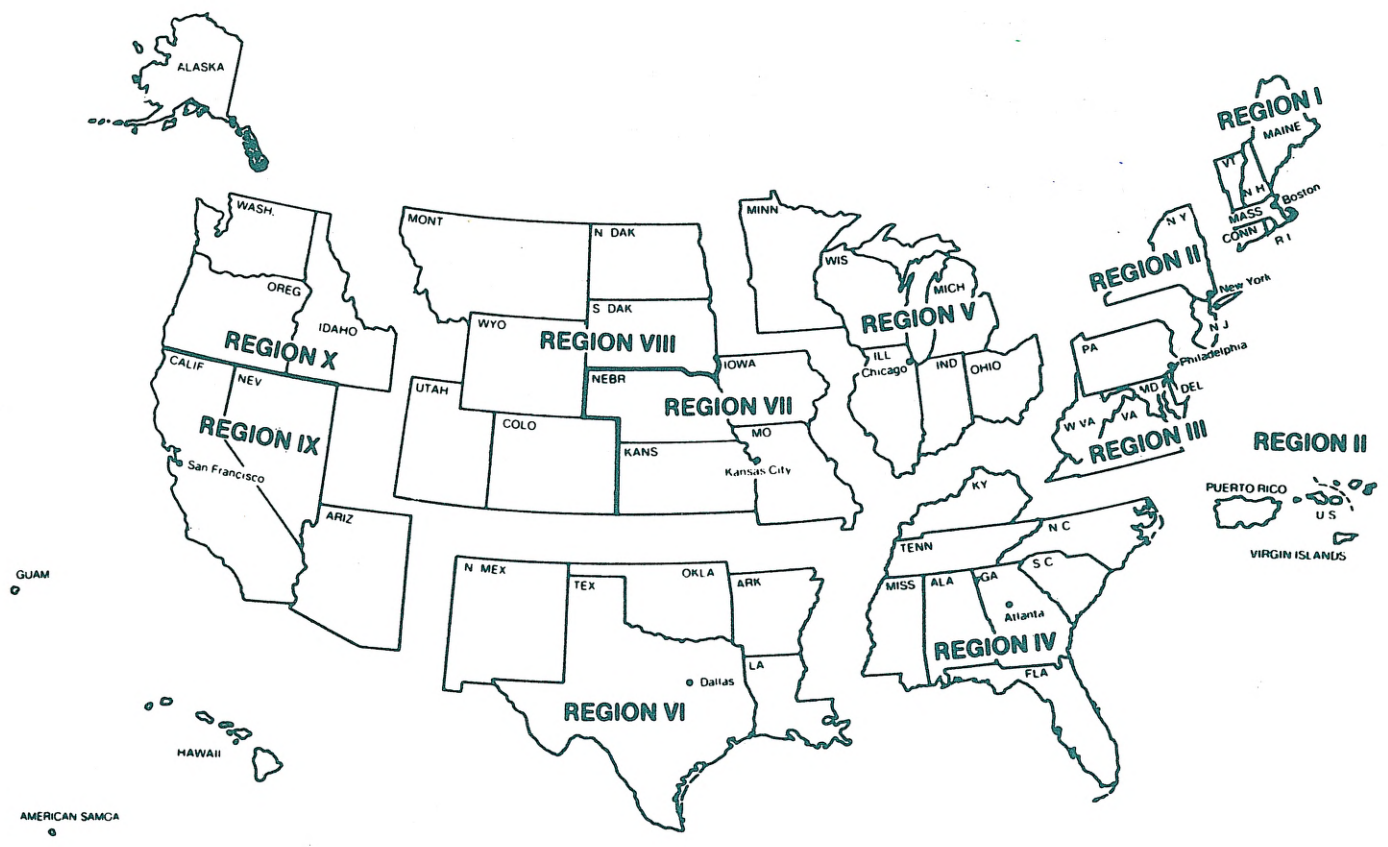 ALASKA
REGION I
MAINE
VT
N H
Boston
MASS
CONN
R I
WASH.
MONT
N DAK
MINN
N Y
REGION II
New York
N J
WIS
MICH
OREG
IDAHO
REGION X
S DAK
WYO
REGION VIII
REGION V
PA
Philadelphia
MD
DEL
CALIF
NEV
UTAH
NEBR
IOWA
ILL
Chicago
IND
OHIO
REGION VII
COLO
REGION IX
W VA
VA
REGION III
REGION II
KANS
MO
Kansas City
San Francisco
KY
PUERTO RICO
U S
VIRGIN ISLANDS
ARIZ
TENN
N C
S C
GUAM
N MEX
TEX
OKLA
ARK
MISS
ALA
GA
Atlanta
REGION IV
FLA
LA
Dallas
REGION VI
HAWAII
AMERICAN SAMCA